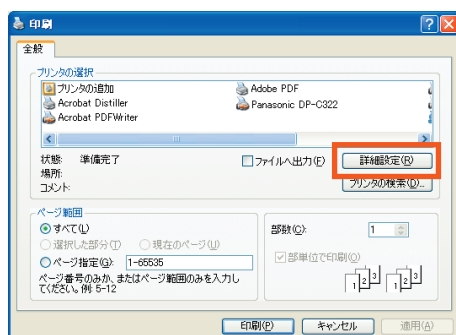 印刷
全般
プリンタの選択
プリンタの追加
Adobe PDF
Acrobat Distiller
Panasonic DP-C322
Acrobat PDFWriter
状態: 準備完了
ファイルへ出力(F)
詳細設定(R)
場所:
プリンタの検索(D)...
コメント:
ページ範囲
すべて(L)
部数(C): 1
選択した部分(T) 現在のページ(U)
部単位で印刷(O)
ページ指定(G): 1-65535
ページ番号のみか、またはページ範囲のみを入力し
てください。例: 5-12
1 2 3 1 2 3
印刷(P) キャンセル 適用(A)